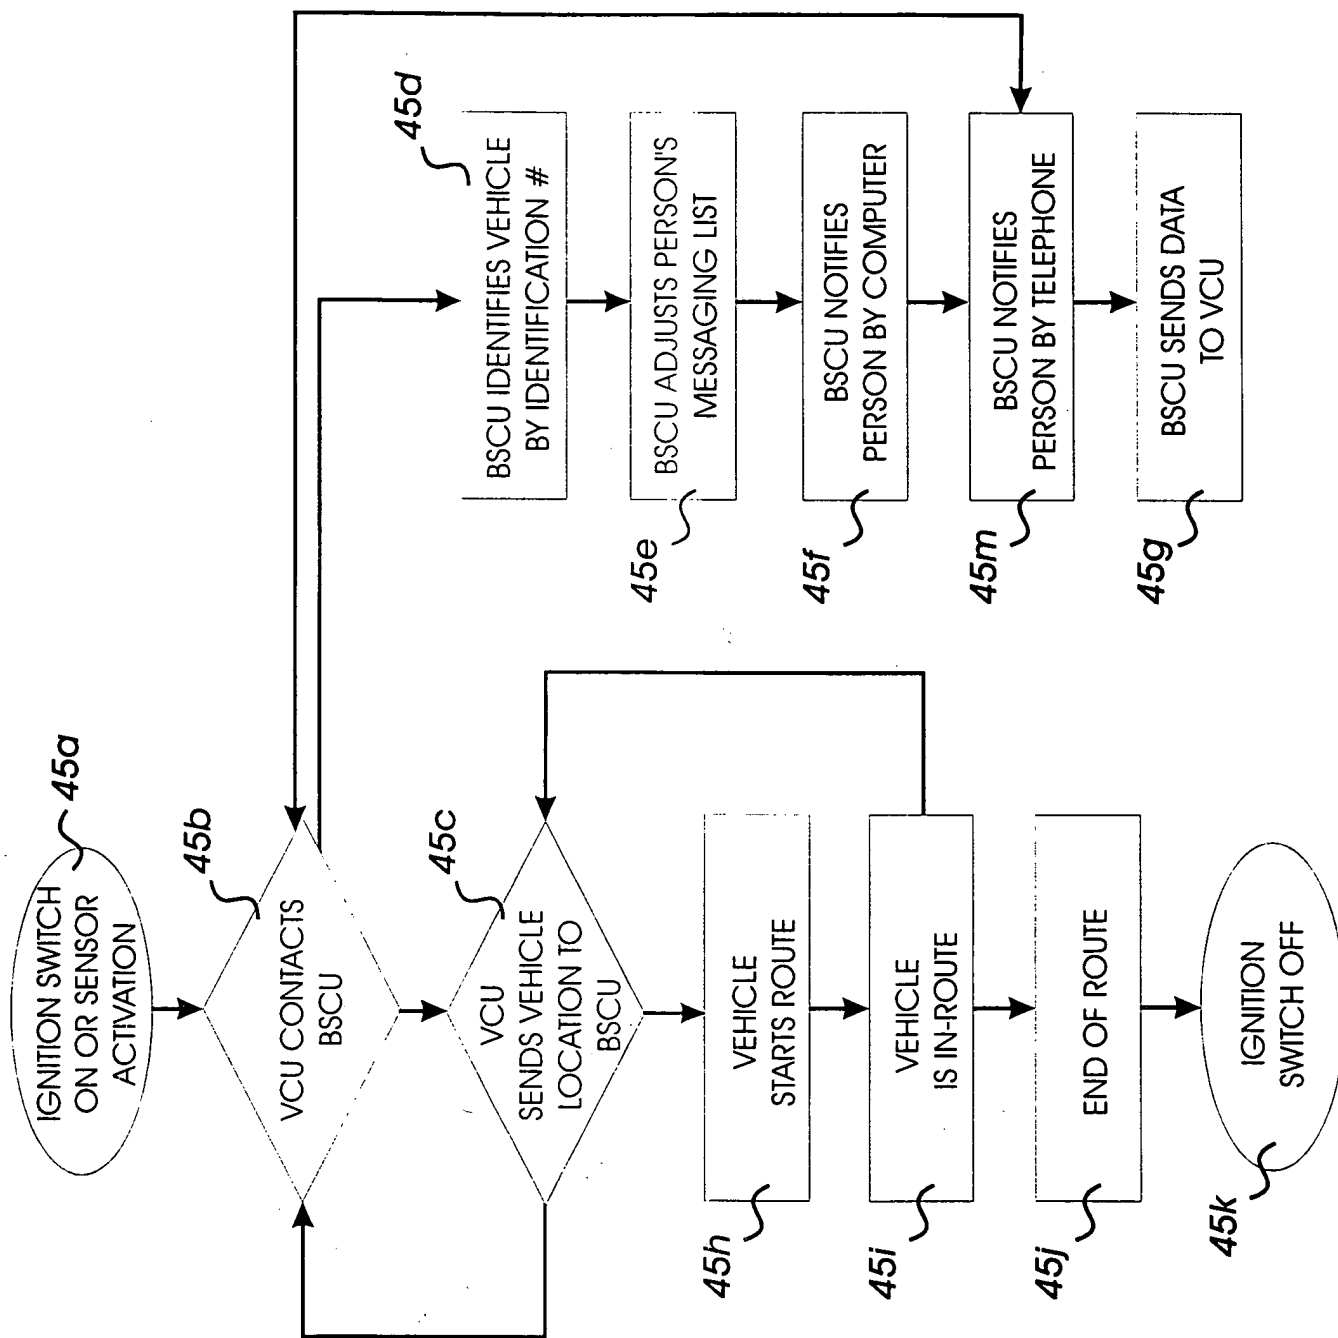 IGNITION SWITCH
ON OR SENSOR
ACTIVATION
45a
VCU CONTACTS
BSCU
45b
VCU
SENDS VEHICLE
LOCATION TO
BSCU
45c
VEHICLE
STARTS ROUTE
45h
VEHICLE
IS IN-ROUTE
45i
END OF ROUTE
45j
IGNITION
SWITCH OFF
45k
BSCU IDENTIFIES VEHICLE
BY IDENTIFICATION #
45d
BSCU ADJUSTS PERSON'S
MESSAGING LIST
45e
BSCU NOTIFIES
PERSON BY COMPUTER
45f
BSCU NOTIFIES
PERSON BY TELEPHONE
45m
BSCU SENDS DATA
TO VCU
45g